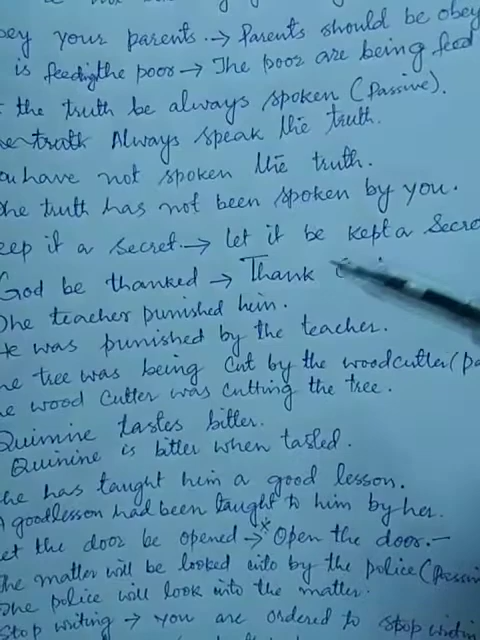 bey your parents. → Parents should be obey
is feedingthe poor → The poor are being feed
the truth be always spoken (Passive).
truth Always speak the truth.
ou have not spoken the truth.
he truth has not been spoken by you.
eep it a secret. → let it be kept a Secre
God be thanked → Thank
The teacher punished him.
He was punished by the teacher.
he tree was being Cut by the woodcutter (pa
he wood Cutter was cutting the tree.
Quinine tastes bitter.
Quinine is bitter when tasted.
he has taught him a good lesson.
A goodlesson had been taught to him by her.
et the door be opened → * Open the door. -
The matter will be looked into by the police (passiv
The police will look into the matter.
Stop writing → you are ordered to stop writin